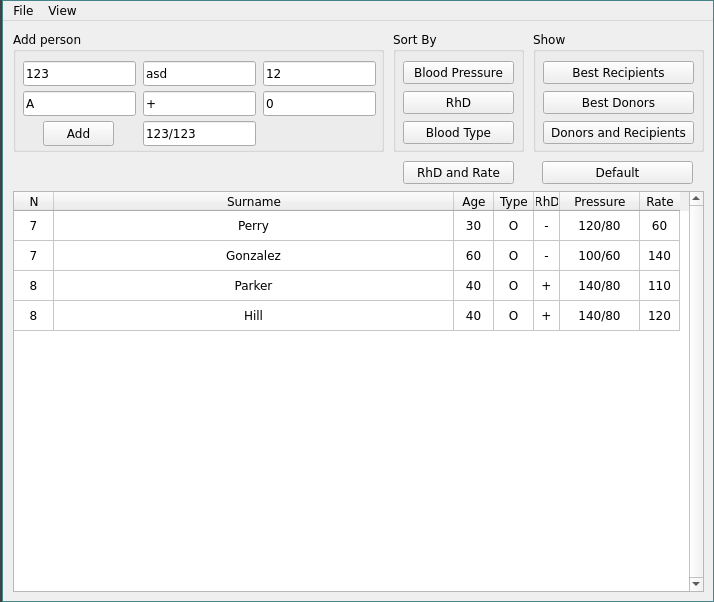 File View
Add person Sort By Show
123 asd 12 Blood Pressure Best Recipients
A + 0 RhD Best Donors
Add 123/123 Blood Type Donors and Recipients
RhD and Rate Default
N Surname Age Type RhD Pressure Rate
7 Perry 30 O - 120/80 60
7 Gonzalez 60 O - 100/60 140
8 Parker 40 O + 140/80 110
8 Hill 40 O + 140/80 120